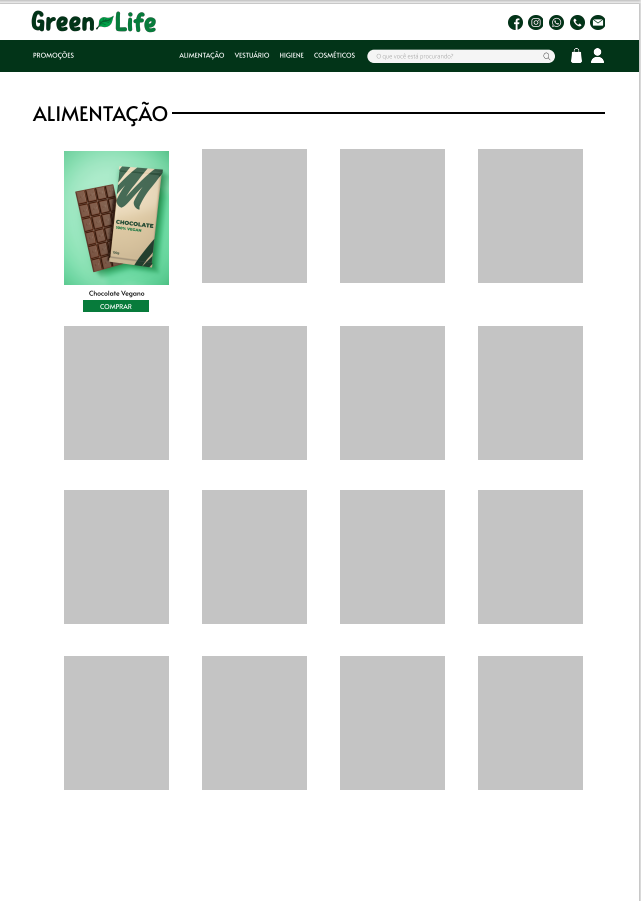 Green Life
PROMOÇÕES
ALIMENTAÇÃO VESTUÁRIO HIGIENE COSMÉTICOS
O que você está procurando?
ALIMENTAÇÃO
CHOCOLATE
100% VEGAN
Chocolate Vegano
COMPRAR